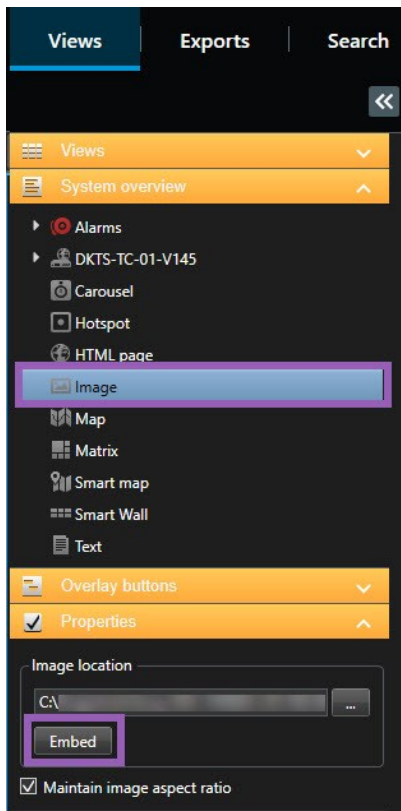 Views Exports Search
Views
System overview
Alarms
DKTS-TC-01-V145
Carousel
Hotspot
HTML page
Image
Map
Matrix
Smart map
Smart Wall
Text
Overlay buttons
Properties
Image location
C:\
...
Embed
Maintain image aspect ratio